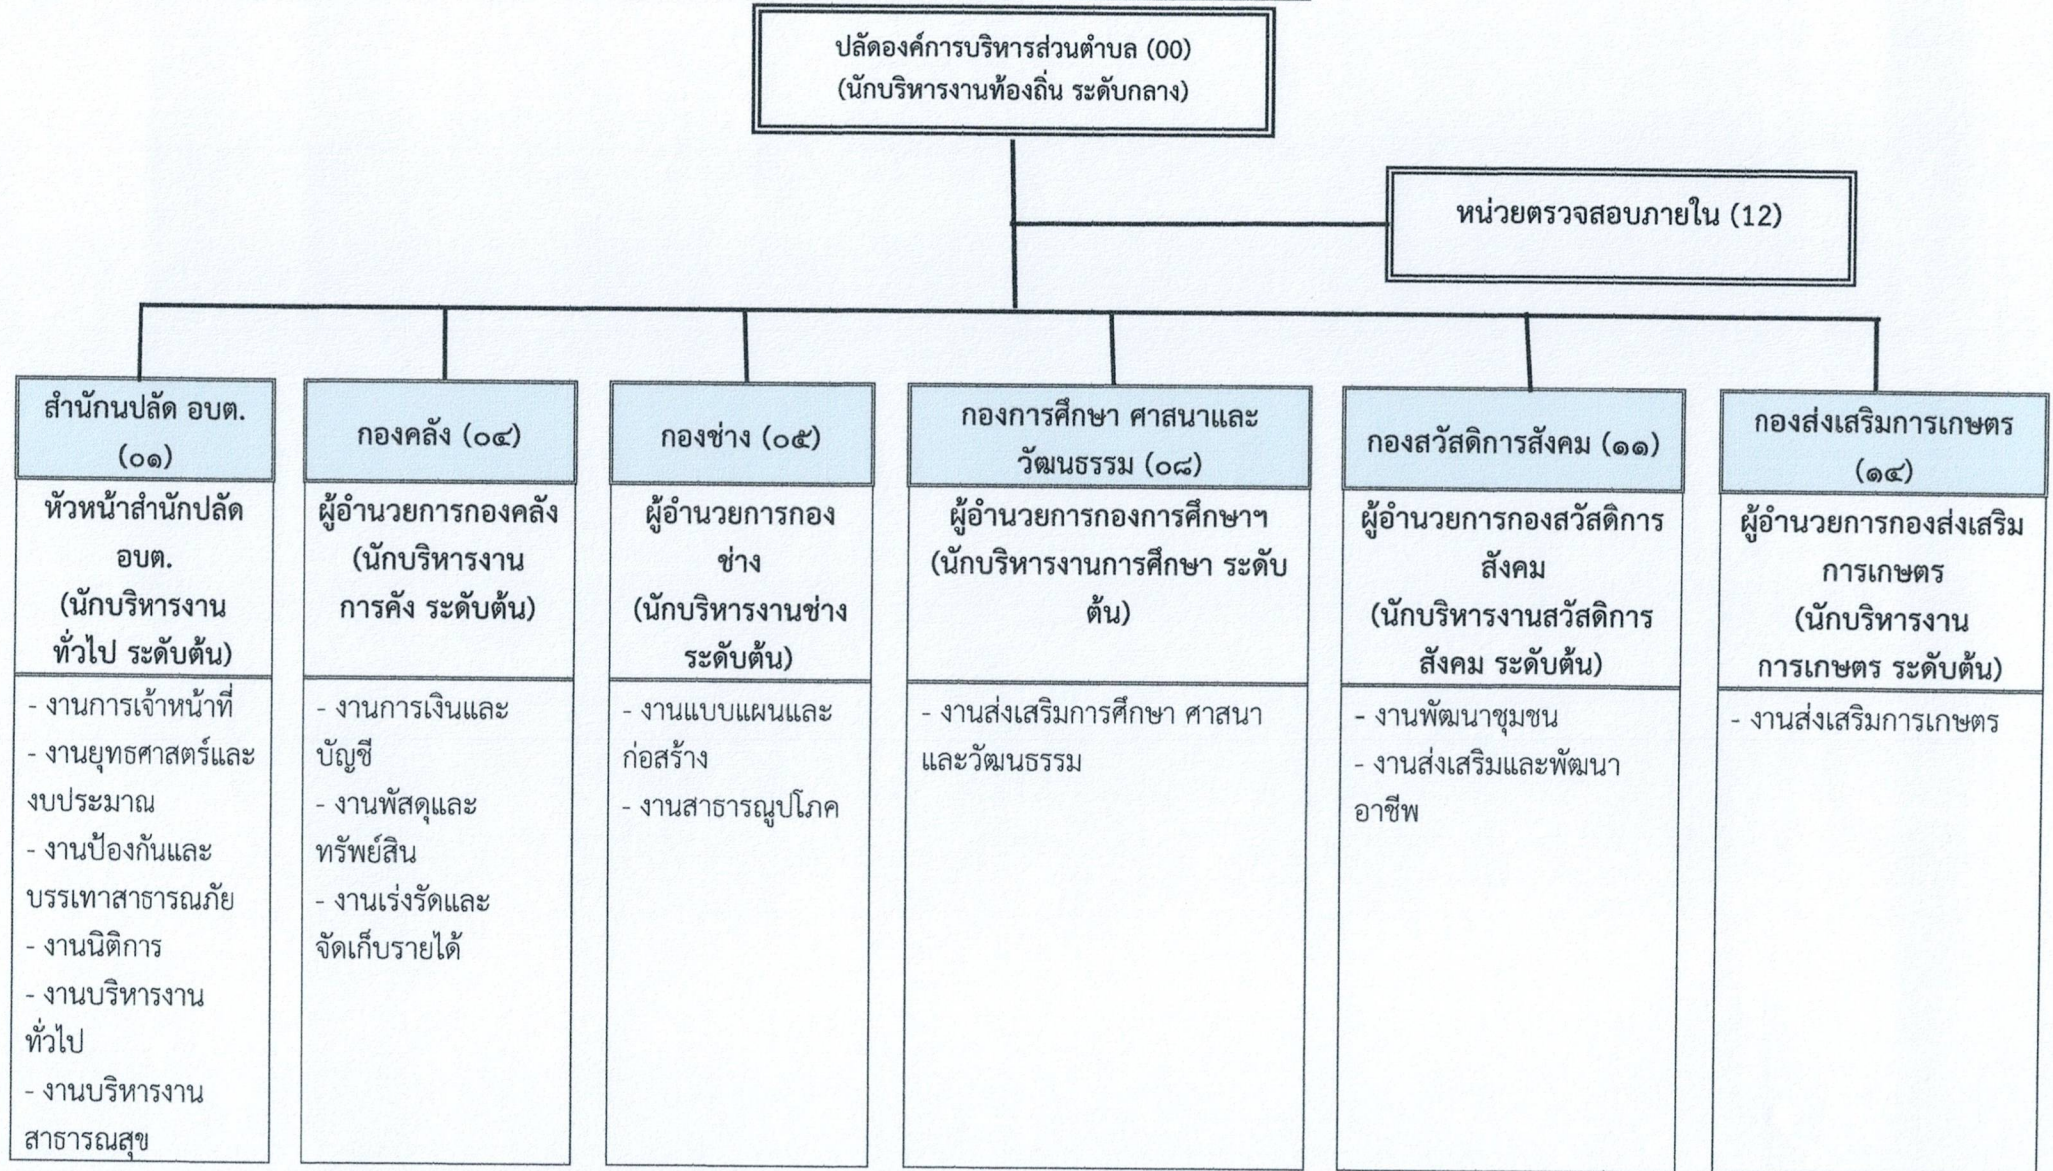 ปลัดองค์การบริหารส่วนตำบล (00)
(นักบริหารงานท้องถิ่น ระดับกลาง)
หน่วยตรวจสอบภายใน (12)
สำนักนปลัด อบต.
(๐๑)
หัวหน้าสำนักปลัด
อบต.
(นักบริหารงาน
ทั่วไป ระดับต้น)
- งานการเจ้าหน้าที่
- งานยุทธศาสตร์และ
งบประมาณ
- งานป้องกันและ
บรรเทาสาธารณภัย
- งานนิติการ
- งานบริหารงาน
ทั่วไป
- งานบริหารงาน
สาธารณสุข
กองคลัง (๐๔)
ผู้อำนวยการกองคลัง
(นักบริหารงาน
การคัง ระดับต้น)
- งานการเงินและ
บัญชี
- งานพัสดุและ
ทรัพย์สิน
- งานเร่งรัดและ
จัดเก็บรายได้
กองช่าง (๐๕)
ผู้อำนวยการกอง
ช่าง
(นักบริหารงานช่าง
ระดับต้น)
- งานแบบแผนและ
ก่อสร้าง
- งานสาธารณูปโภค
กองการศึกษา ศาสนาและ
วัฒนธรรม (๐๘)
ผู้อำนวยการกองการศึกษาฯ
(นักบริหารงานการศึกษา ระดับ
ต้น)
- งานส่งเสริมการศึกษา ศาสนา
และวัฒนธรรม
กองสวัสดิการสังคม (๑๑)
ผู้อำนวยการกองสวัสดิการ
สังคม
(นักบริหารงานสวัสดิการ
สังคม ระดับต้น)
- งานพัฒนาชุมชน
- งานส่งเสริมและพัฒนา
อาชีพ
กองส่งเสริมการเกษตร
(๑๔)
ผู้อำนวยการกองส่งเสริม
การเกษตร
(นักบริหารงาน
การเกษตร ระดับต้น)
- งานส่งเสริมการเกษตร